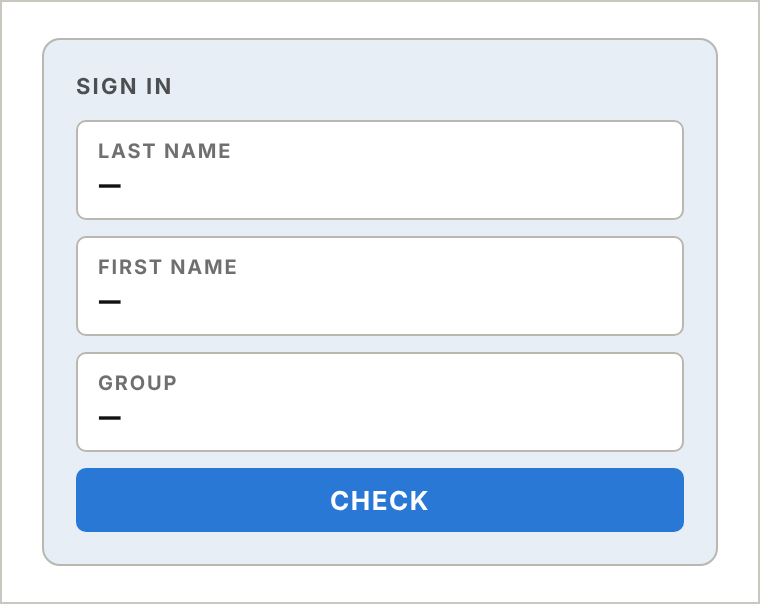 SIGN IN
LAST NAME
—
FIRST NAME
—
GROUP
—
CHECK